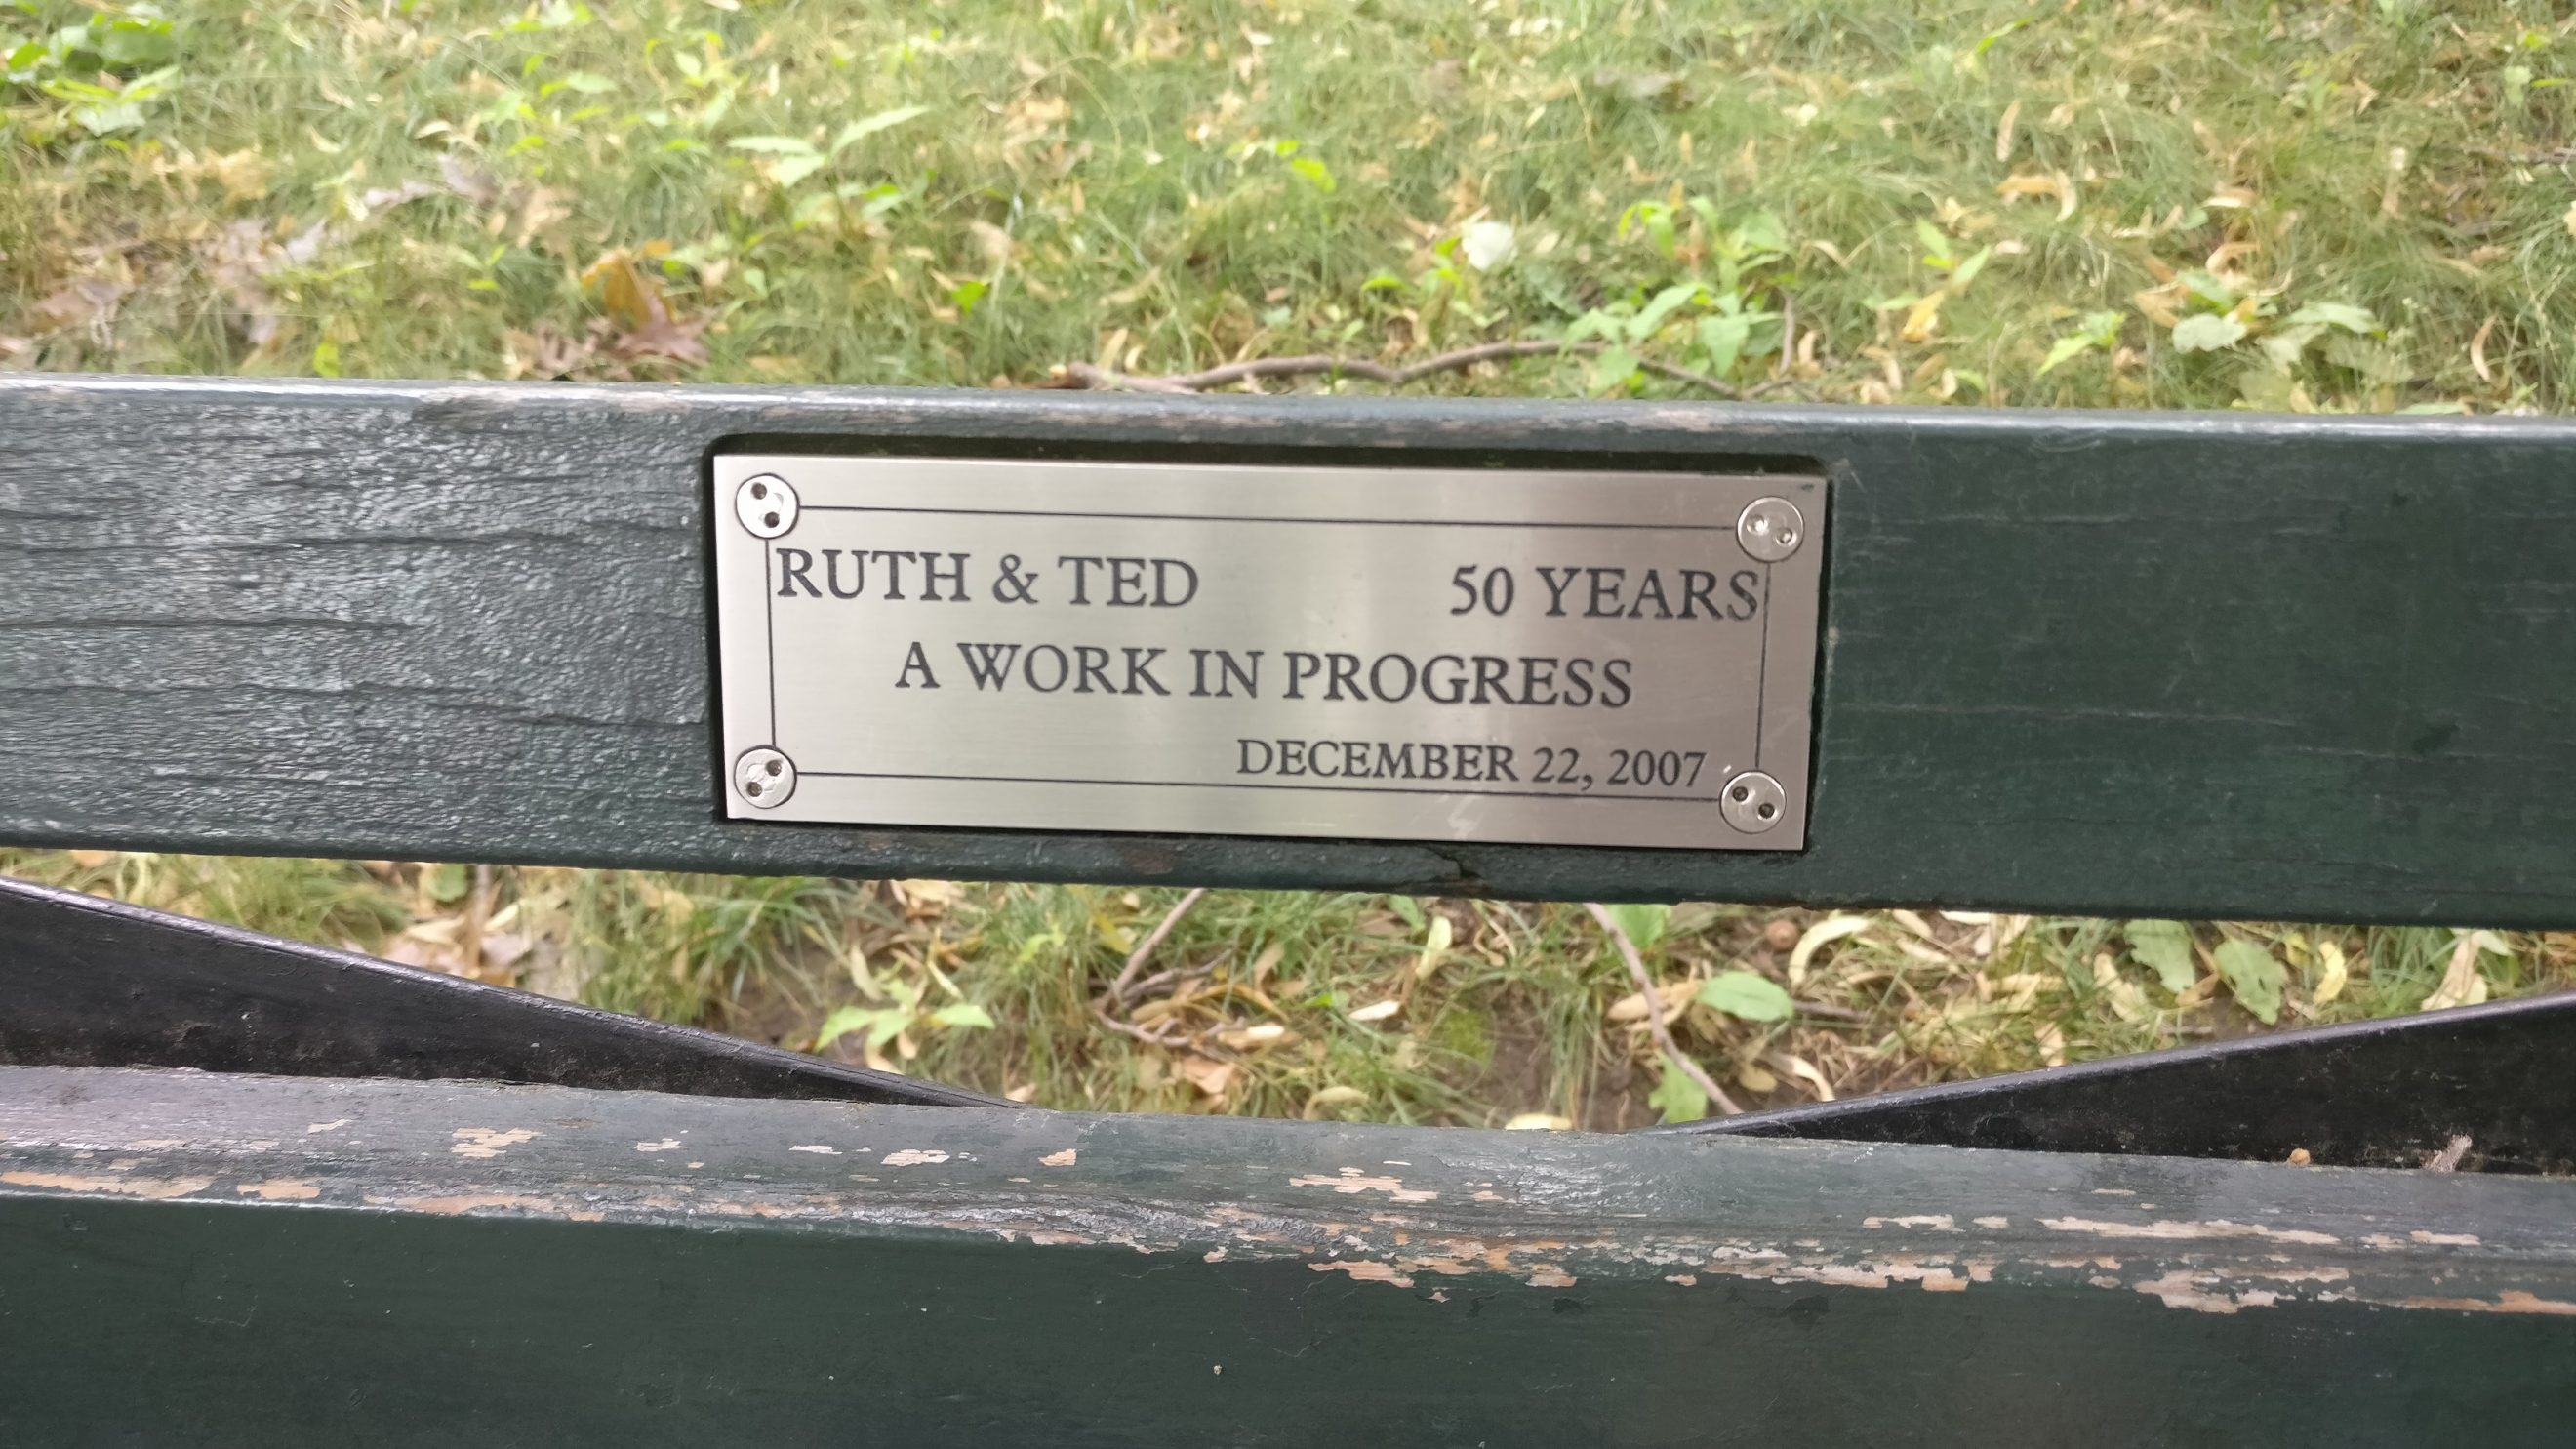 RUTH & TED 50 YEARS
A WORK IN PROGRESS
DECEMBER 22, 2007